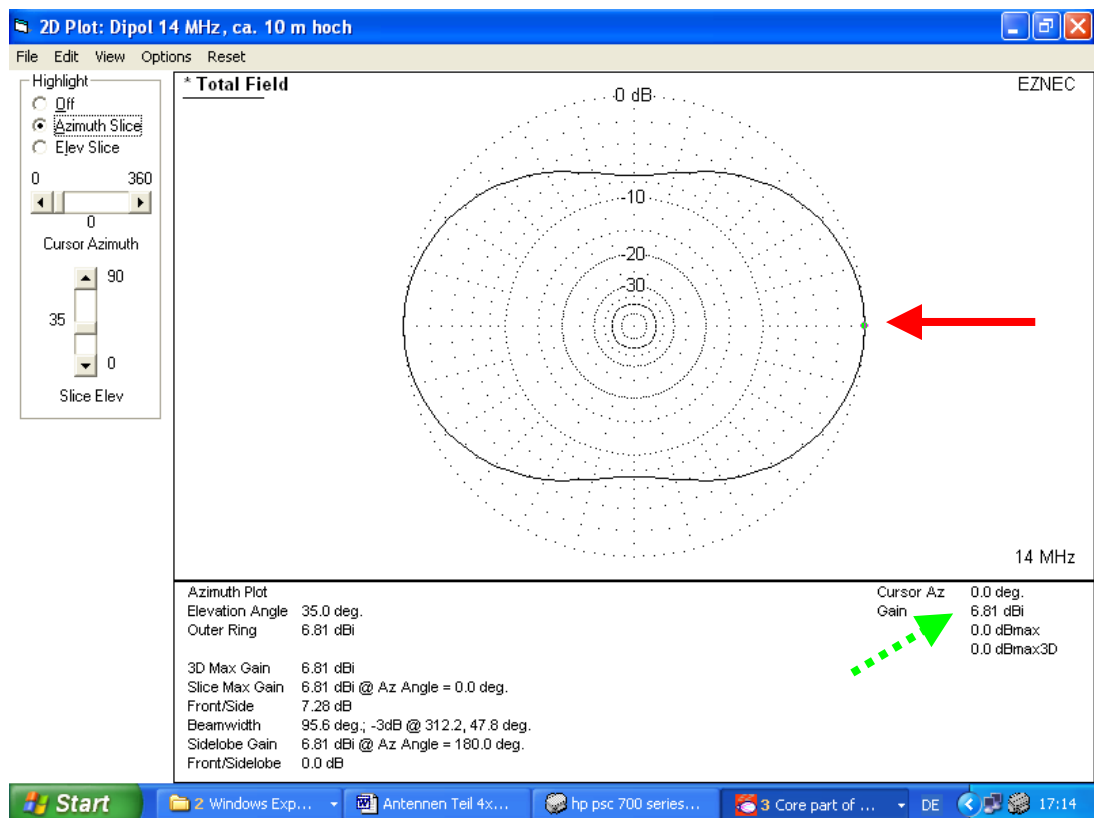 2D Plot: Dipol 14 MHz, ca. 10 m hoch
File Edit View Options Reset
Highlight
Off
Azimuth Slice
Elev Slice
0 360
0
Cursor Azimuth
90
35
0
Slice Elev
* Total Field
EZNEC
0 dB
-10
-20
-30
14 MHz
Azimuth Plot
Elevation Angle 35.0 deg.
Outer Ring 6.81 dBi
3D Max Gain 6.81 dBi
Slice Max Gain 6.81 dBi @ Az Angle = 0.0 deg.
Front/Side 7.28 dB
Beamwidth 95.6 deg.; -3dB @ 312.2, 47.8 deg.
Sidelobe Gain 6.81 dBi @ Az Angle = 180.0 deg.
Front/Sidelobe 0.0 dB
Cursor Az 0.0 deg.
Gain 6.81 dBi
0.0 dBmax
0.0 dBmax3D
Start 2 Windows Exp... Antennen Teil 4x... hp psc 700 series... 3 Core part of ... DE 17:14